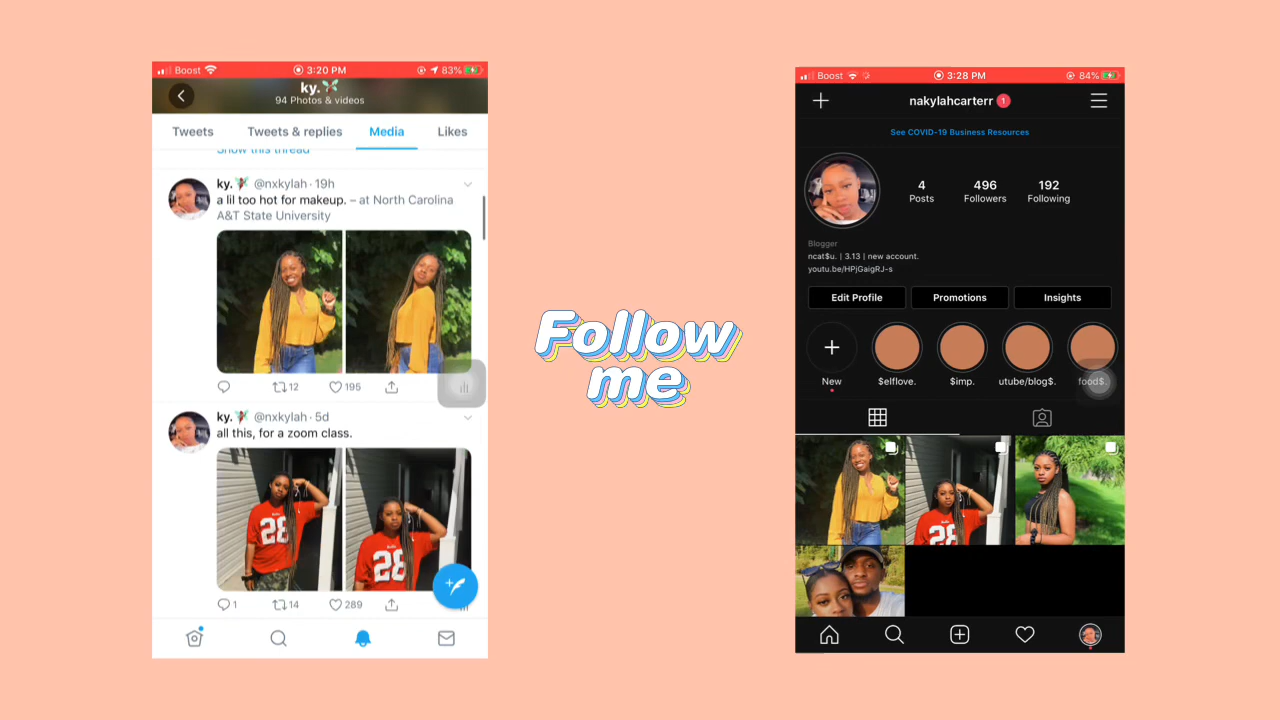 Boost 3:20 PM 83%
ky.
94 Photos & videos
Tweets Tweets & replies Media Likes
Show this thread
ky. @nxkylah · 19h
a lil too hot for makeup. – at North Carolina
A&T State University
12 195
ky. @nxkylah · 5d
all this, for a zoom class.
28 28
1 14 289
Follow
me
Boost 3:28 PM 84%
nakylahcarterr 1
See COVID-19 Business Resources
4 496 192
Posts Followers Following
Blogger
ncat$u. | 3.13 | new account.
youtu.be/HPjGaigRJ-s
Edit Profile Promotions Insights
New $elflove. $imp. utube/blog$. food$.
28